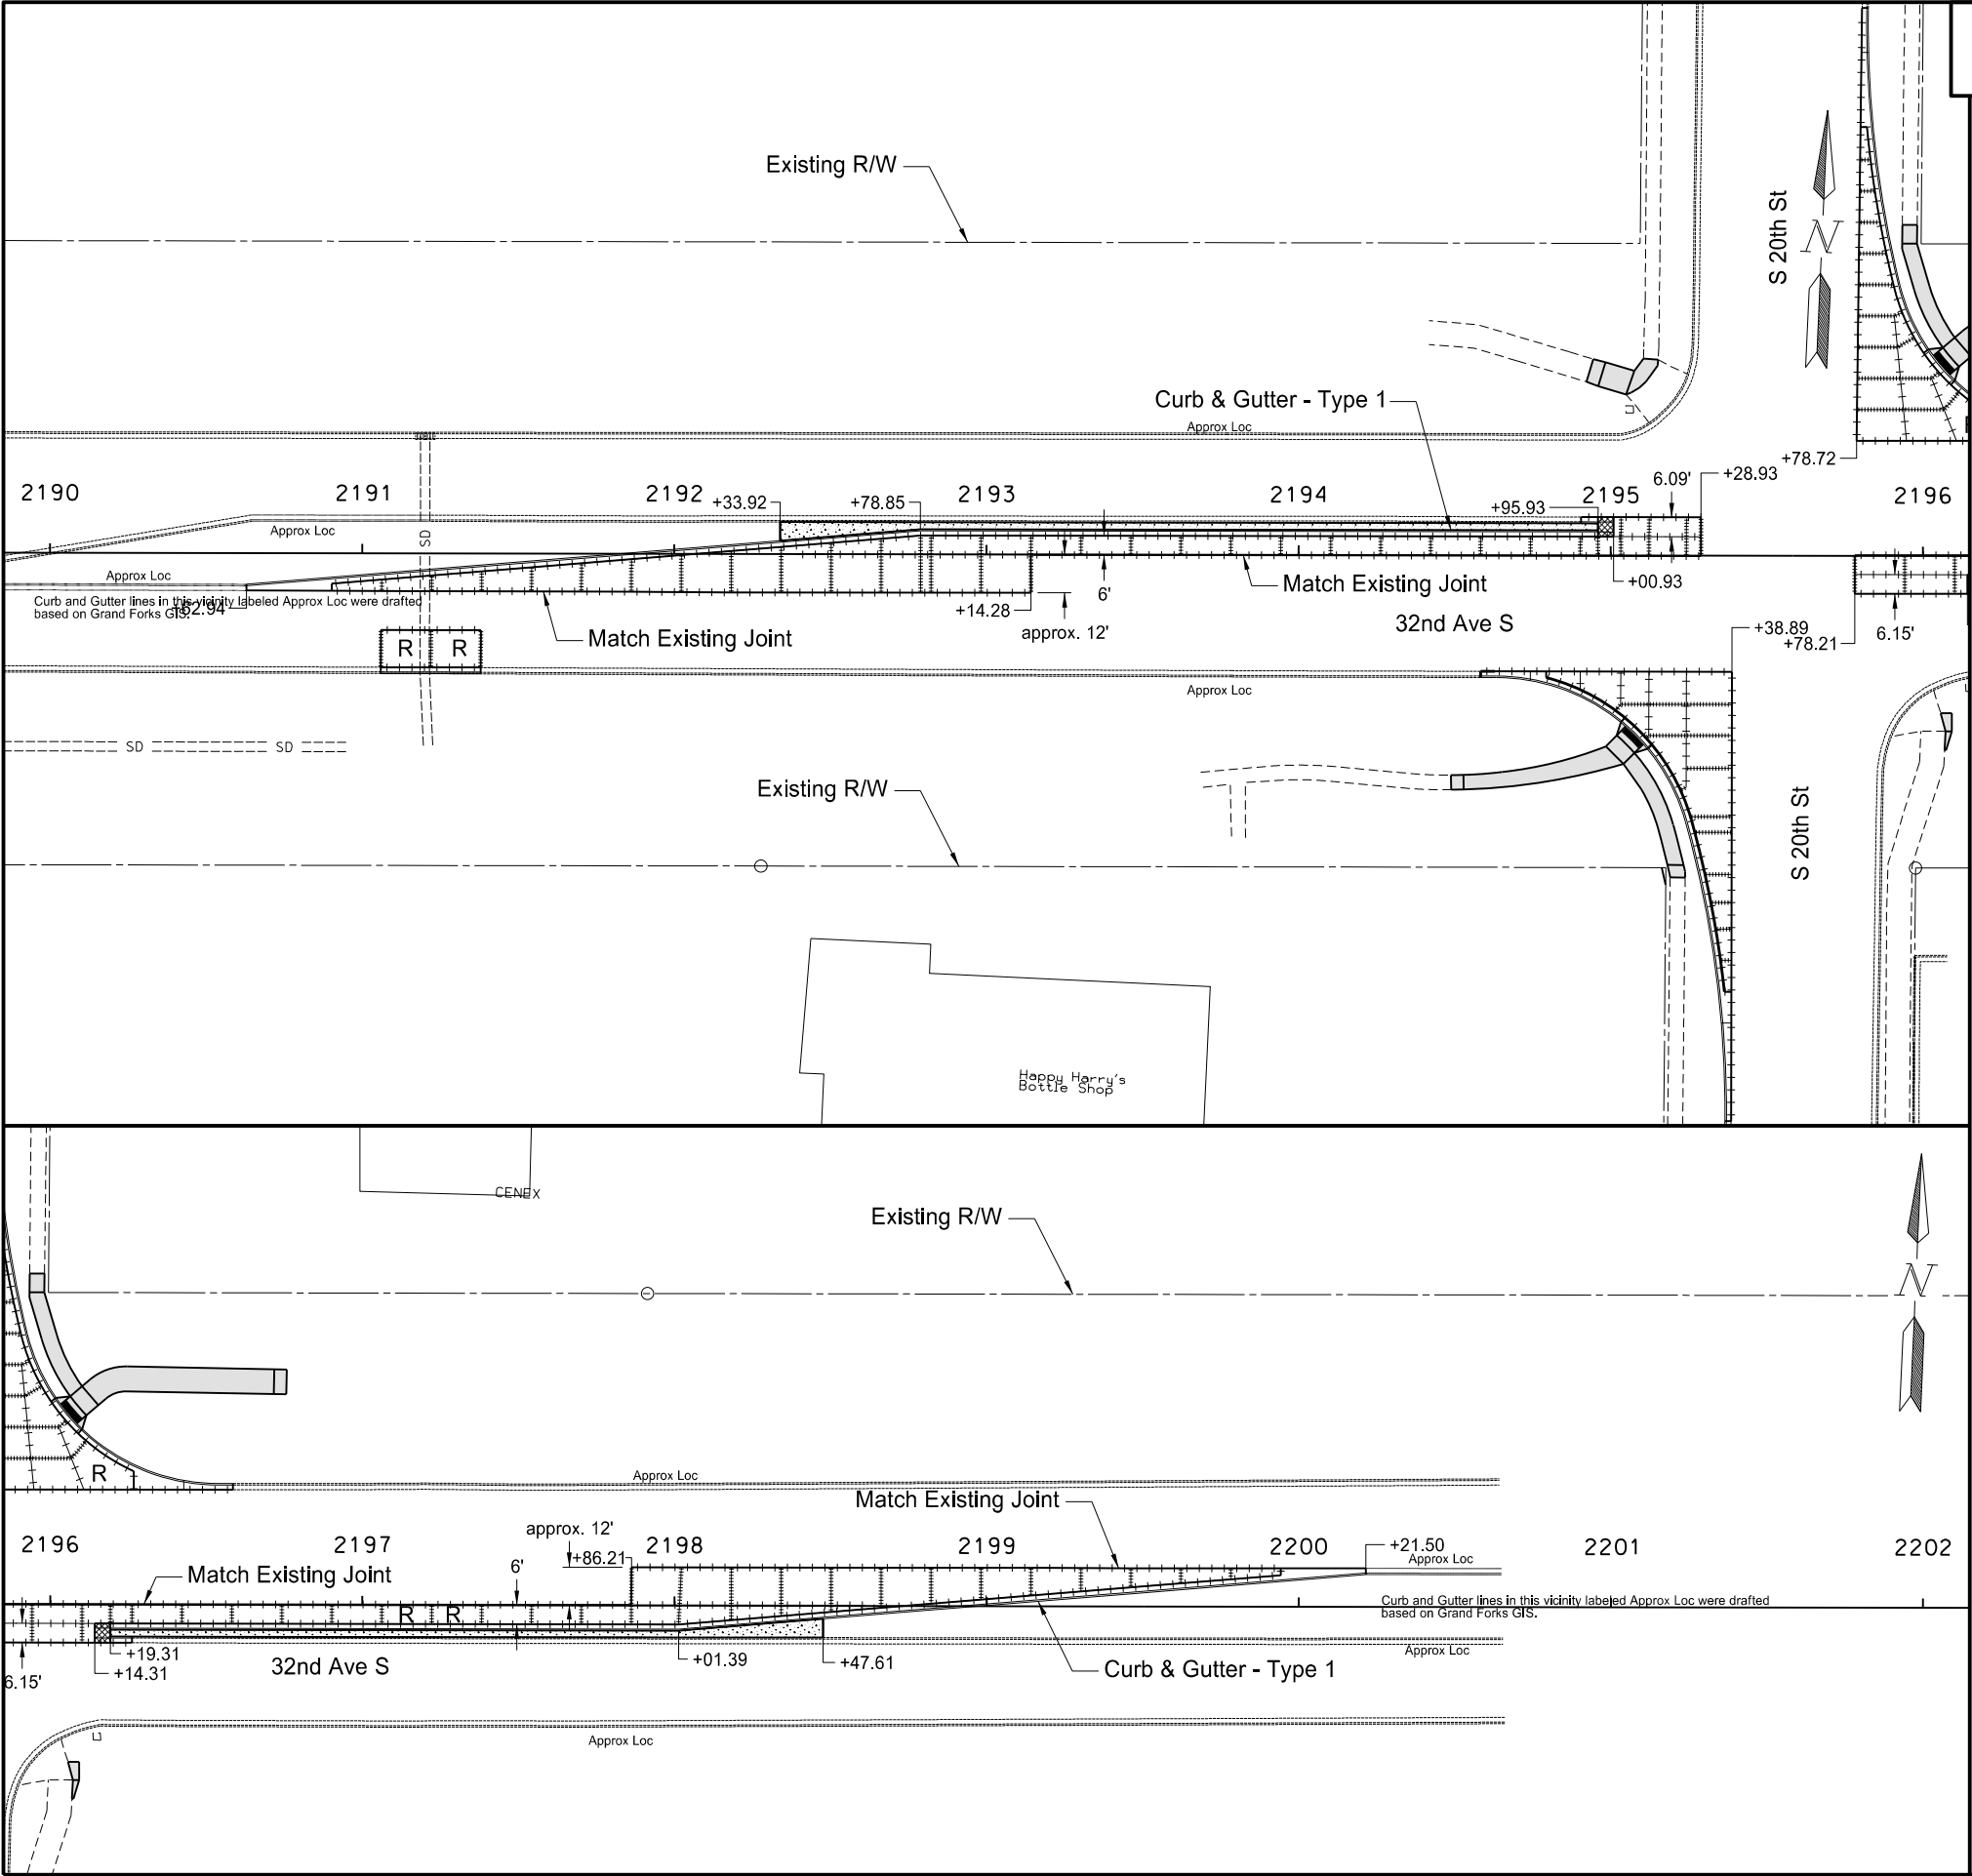 Existing R/W
S 20th St
N
Curb & Gutter - Type 1
Approx Loc
+78.72
+28.93
6.09'
2190
2191
2192
2193
2194
2195
2196
+33.92
+78.85
+95.93
Approx Loc
SD
Approx Loc
Curb and Gutter lines in this vicinity labeled Approx Loc were drafted
based on Grand Forks GIS.
+62.94
Match Existing Joint
+00.93
6'
+14.28
approx. 12'
32nd Ave S
+38.89
+78.21
6.15'
R R
Match Existing Joint
Approx Loc
SD SD
Existing R/W
S 20th St
Happy Harry's
Bottle Shop
CENEX
Existing R/W
N
R
Approx Loc
Match Existing Joint
approx. 12'
2196
2197
2198
2199
2200
2201
2202
+86.21
6'
+21.50
Approx Loc
Match Existing Joint
Curb and Gutter lines in this vicinity labeled Approx Loc were drafted
based on Grand Forks GIS.
R R
+19.31
+14.31
6.15'
32nd Ave S
+01.39
+47.61
Curb & Gutter - Type 1
Approx Loc
Approx Loc